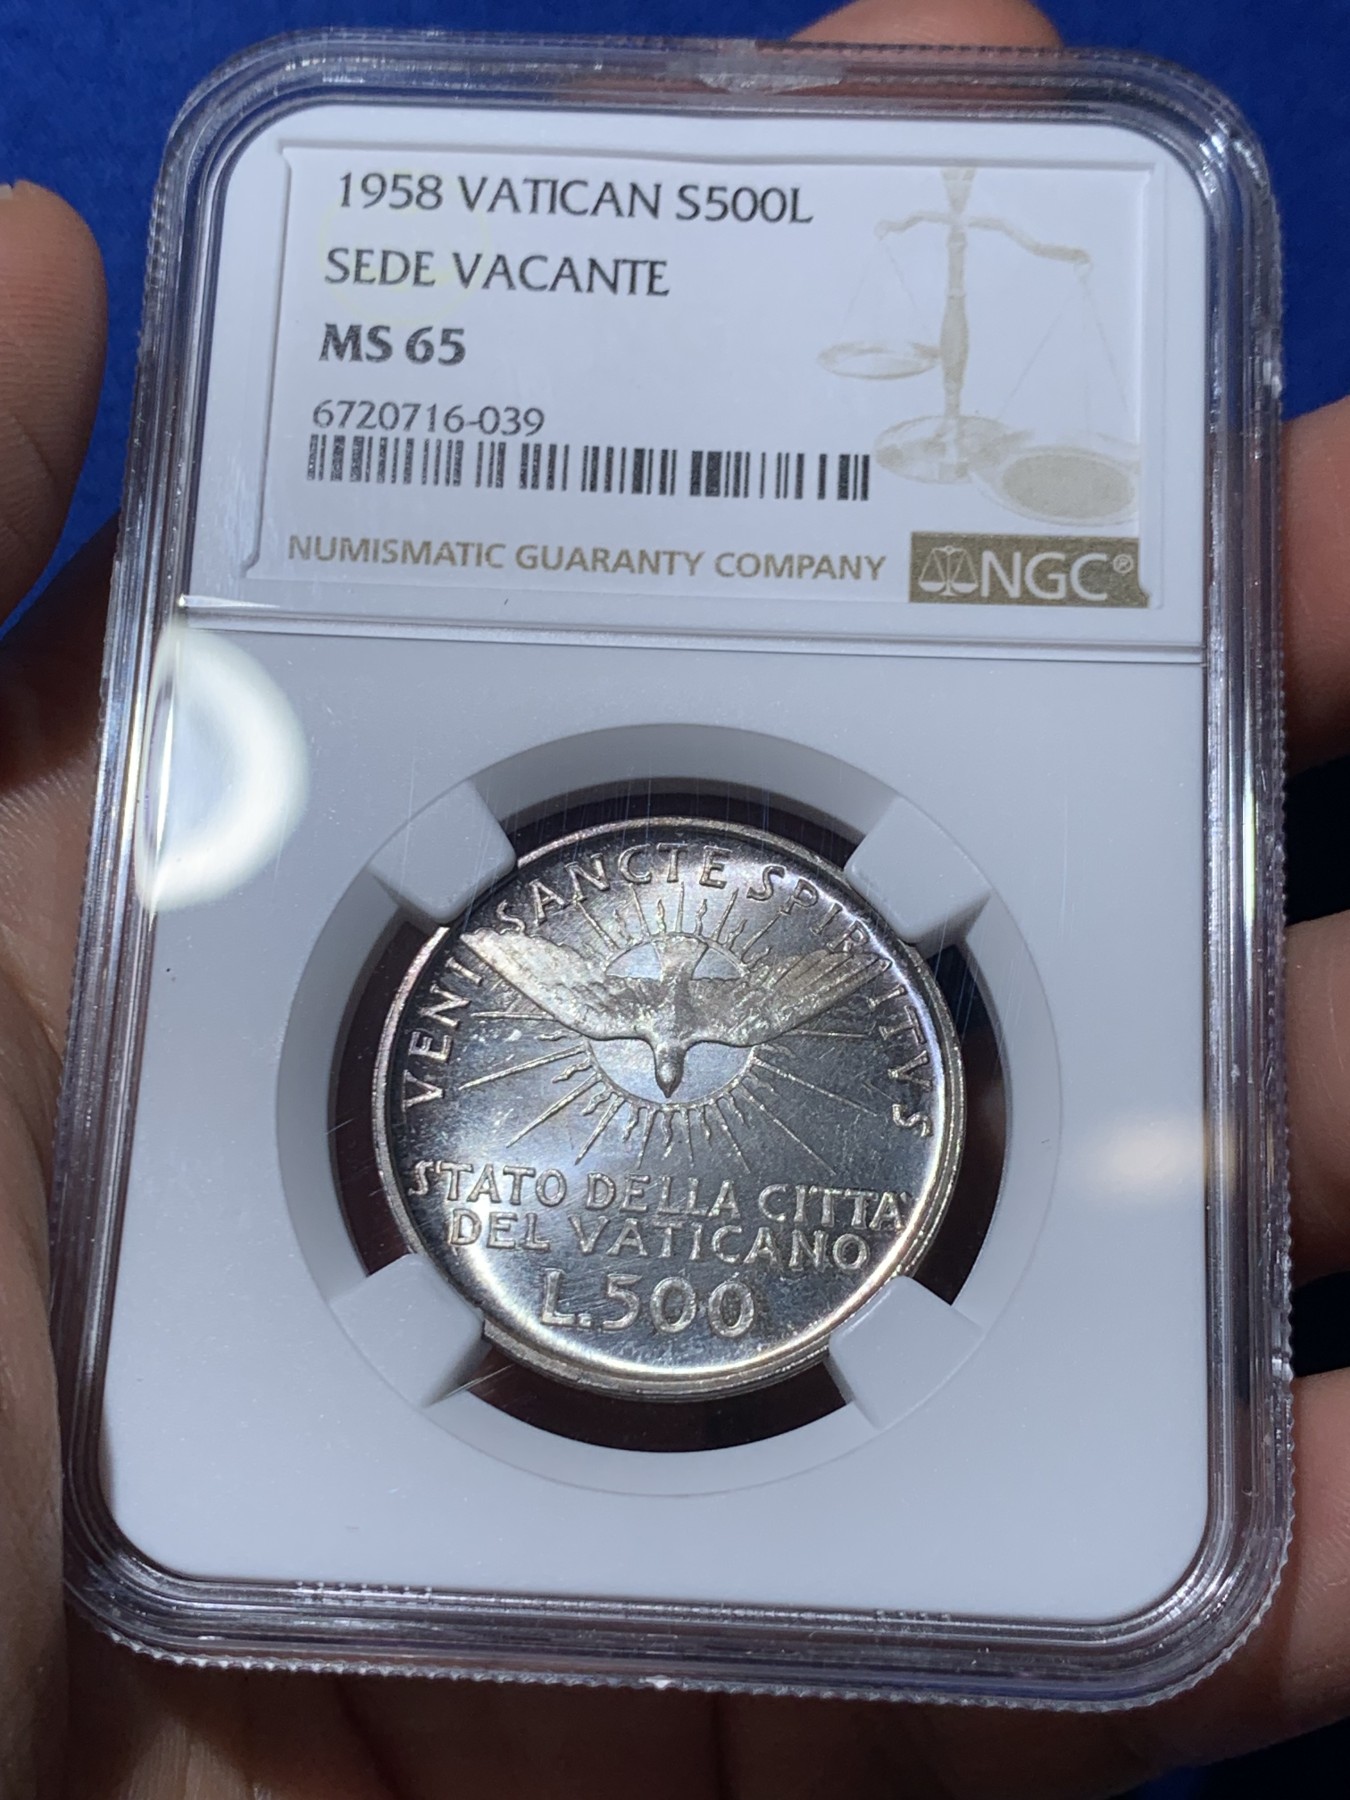 1958 VATICAN S500L
SEDE VACANTE
MS 65
6720716-039
NUMISMATIC GUARANTY COMPANY NGC®
VENI SANCTE SPIRITVS
STATO DELLA CITTA'
DEL VATICANO
L.500